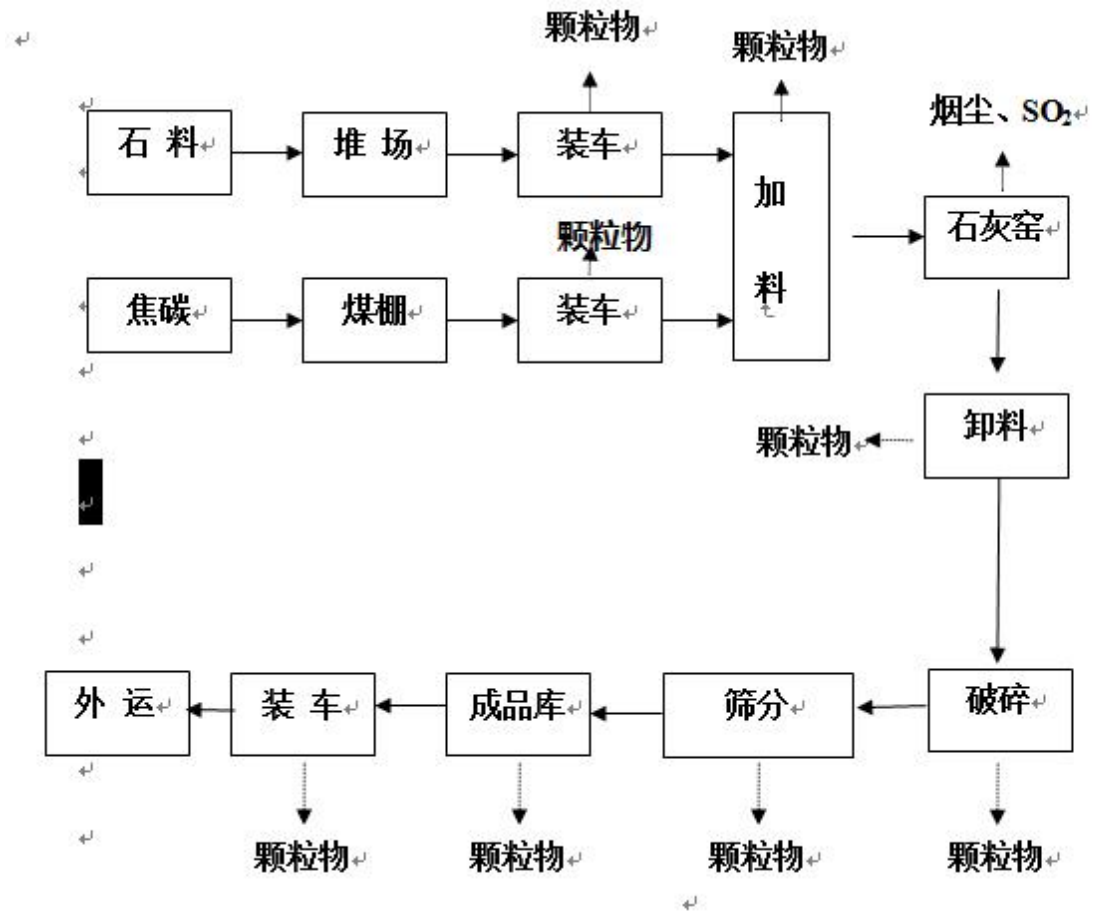 颗粒物
颗粒物
烟尘、SO₂
石 料
堆 场
装车
加
料
石灰窑
颗粒物
焦碳
煤棚
装车
卸料
颗粒物
外 运
装 车
成品库
筛分
破碎
颗粒物
颗粒物
颗粒物
颗粒物